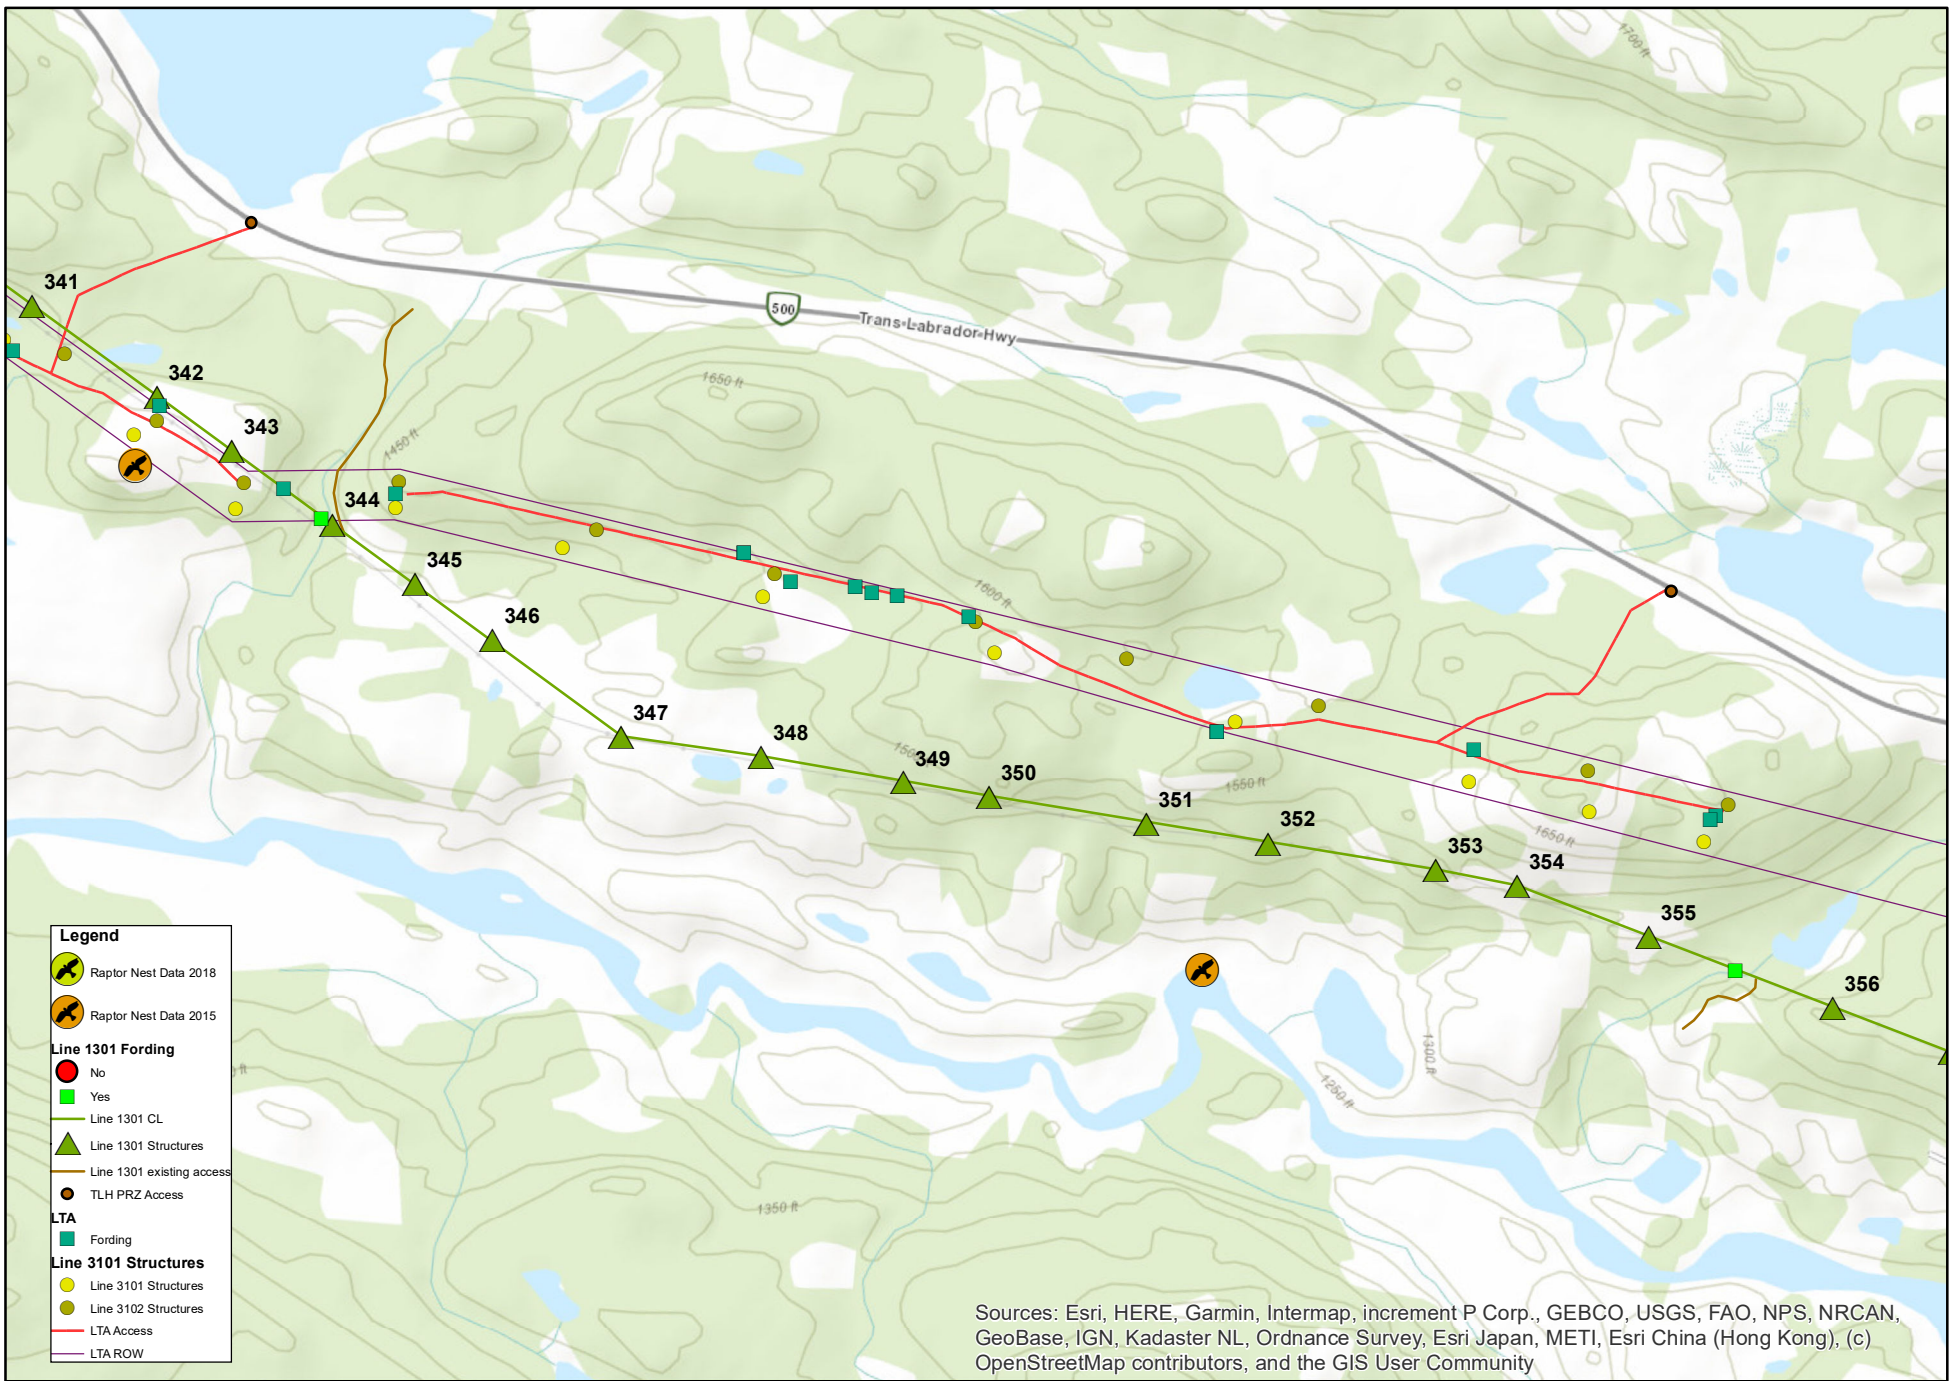 1700 ft
341
500
Trans-Labrador-Hwy
342
1650 ft
343
1450 ft
344
345
1600 ft
346
347
348
349
350
1550 ft
351
352
1650 ft
353
354
355
356
1300 ft
1250 ft
1350 ft
Legend
Raptor Nest Data 2018
Raptor Nest Data 2015
Line 1301 Fording
No
Yes
Line 1301 CL
Line 1301 Structures
Line 1301 existing access
TLH PRZ Access
LTA
Fording
Line 3101 Structures
Line 3101 Structures
Line 3102 Structures
LTA Access
LTA ROW
Sources: Esri, HERE, Garmin, Intermap, increment P Corp., GEBCO, USGS, FAO, NPS, NRCAN,
GeoBase, IGN, Kadaster NL, Ordnance Survey, Esri Japan, METI, Esri China (Hong Kong), (c)
OpenStreetMap contributors, and the GIS User Community